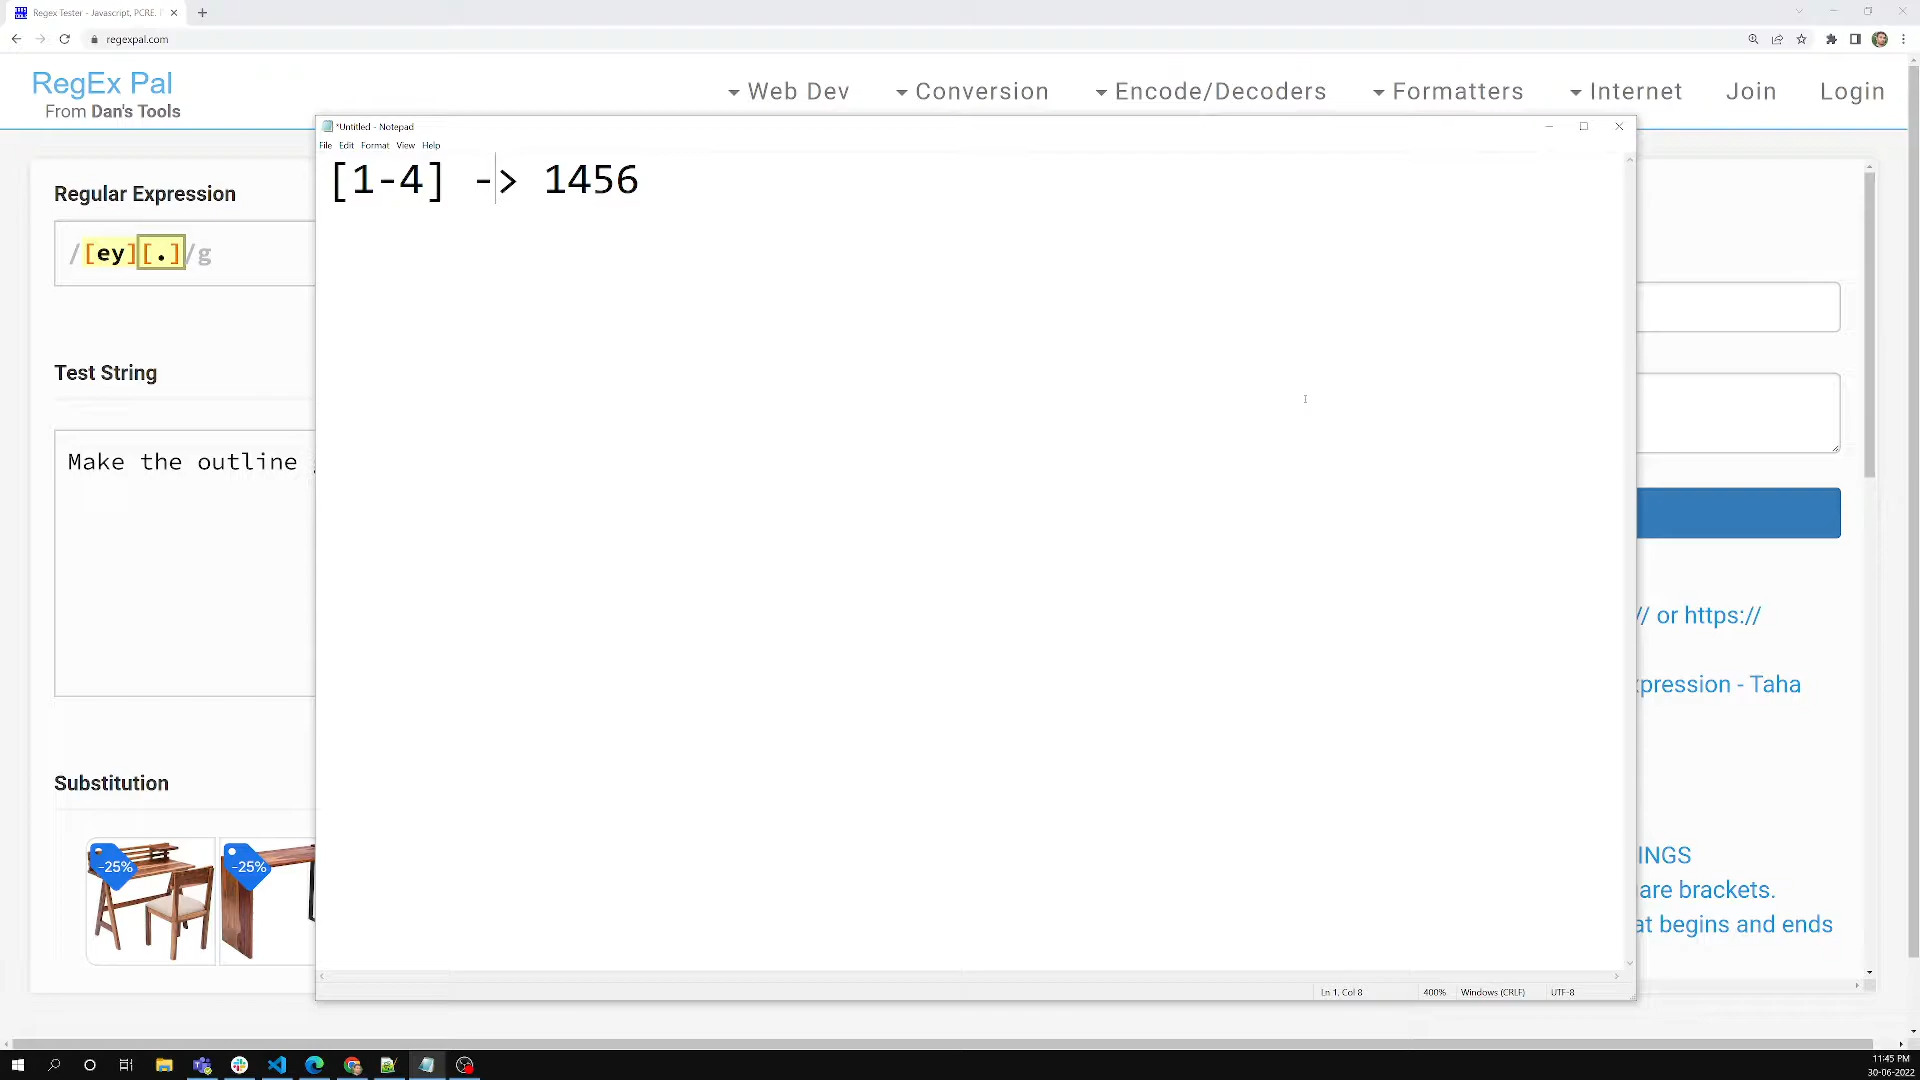 Regex Tester - Javascript, PCRE,
regexpal.com
RegEx Pal
From Dan's Tools
Web Dev
Conversion
Encode/Decoders
Formatters
Internet
Join
Login
*Untitled - Notepad
File Edit Format View Help
[1-4] -> 1456
Regular Expression
/[ey][.]/g
Test String
Make the outline
Substitution
-25%
-25%
// or https://
pression - Taha
INGS
are brackets.
at begins and ends
Ln 1, Col 8
400%
Windows (CRLF)
UTF-8
11:45 PM
30-06-2022